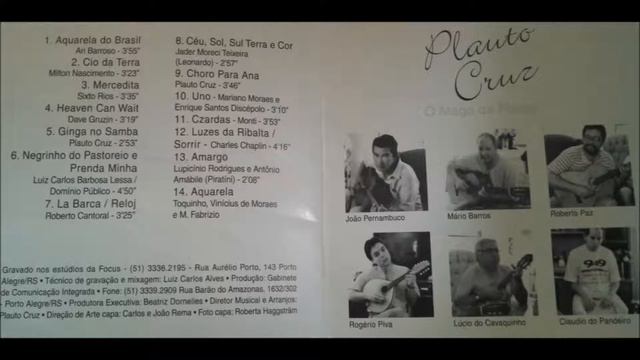 1. Aquarela do Brasil
Ari Barroso - 3'55"
2. Cio da Terra
Milton Nascimento - 3'23"
3. Mercedita
Sixto Rios - 3'35"
4. Heaven Can Wait
Dave Gruzin - 3'19"
5. Ginga no Samba
Plauto Cruz - 2'53"
6. Negrinho do Pastoreio e
Prenda Minha
Luiz Carlos Barbosa Lessa /
Domínio Público - 4'50"
7. La Barca / Reloj
Roberto Cantoral - 3'25"
8. Céu, Sol, Sul Terra e Cor
Jader Moreci Teixeira
(Leonardo) - 2'57"
9. Choro Para Ana
Plauto Cruz - 3'46"
10. Uno - Mariano Moraes e
Enrique Santos Discépolo - 3'10"
11. Czardas - Monti - 3'53"
12. Luzes da Ribalta /
Sorrir - Charles Chaplin - 4'16"
13. Amargo
Lupicínio Rodrigues e Antônio
Amábile (Piratini) - 2'08"
14. Aquarela
Toquinho, Vinícius de Moraes
e M. Fabrizio
Gravado nos estúdios da Focus - (51) 3336.2195 - Rua Aurélio Porto, 143 Porto
Alegre/RS • Técnico de gravação e mixagem: Luiz Carlos Alves • Produção: Gabinete
de Comunicação Integrada • Fone: (51) 3339.2909 Rua Barão do Amazonas, 1632/302
- Porto Alegre/RS • Produtora Executiva: Beatriz Dornelles • Diretor Musical e Arranjos:
Plauto Cruz • Direção de Arte capa: Carlos e João Rema • Foto capa: Roberta Haggsträm
Plauto
Cruz
O Mago da Flauta
João Pernambuco
Mário Barros
Roberto Paz
Rogério Piva
Lúcio do Cavaquinho
Claudio do Pandeiro